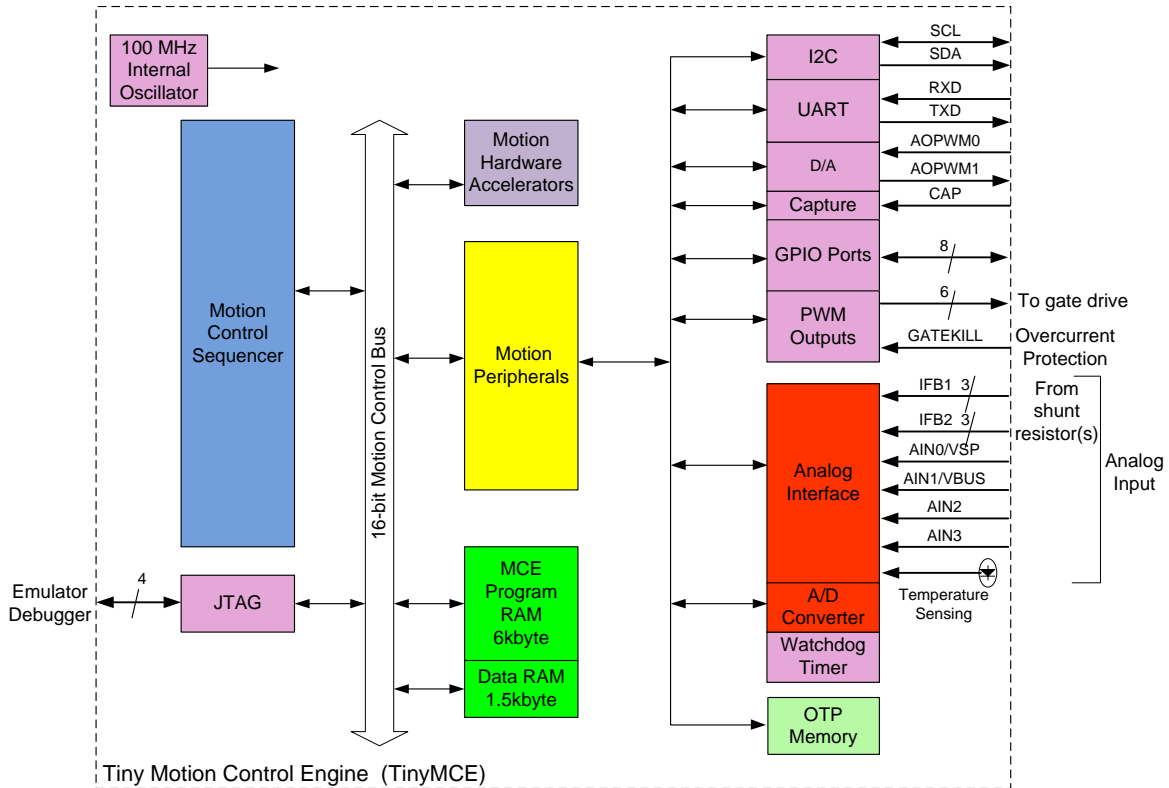 100 MHz
Internal
Oscillator
Motion
Control
Sequencer
JTAG
4
Emulator
Debugger
16-bit Motion Control Bus
Motion
Hardware
Accelerators
Motion
Peripherals
MCE
Program
RAM
6kbyte
Data RAM
1.5kbyte
I2C
UART
D/A
Capture
GPIO Ports
PWM
Outputs
Analog
Interface
A/D
Converter
Watchdog
Timer
OTP
Memory
SCL
SDA
RXD
TXD
AOPWM0
AOPWM1
CAP
8
6
To gate drive
GATEKILL
Overcurrent
Protection
IFB1 3
IFB2 3
From
shunt
resistor(s)
AIN0/VSP
AIN1/VBUS
AIN2
AIN3
Analog
Input
Temperature
Sensing
Tiny Motion Control Engine (TinyMCE)